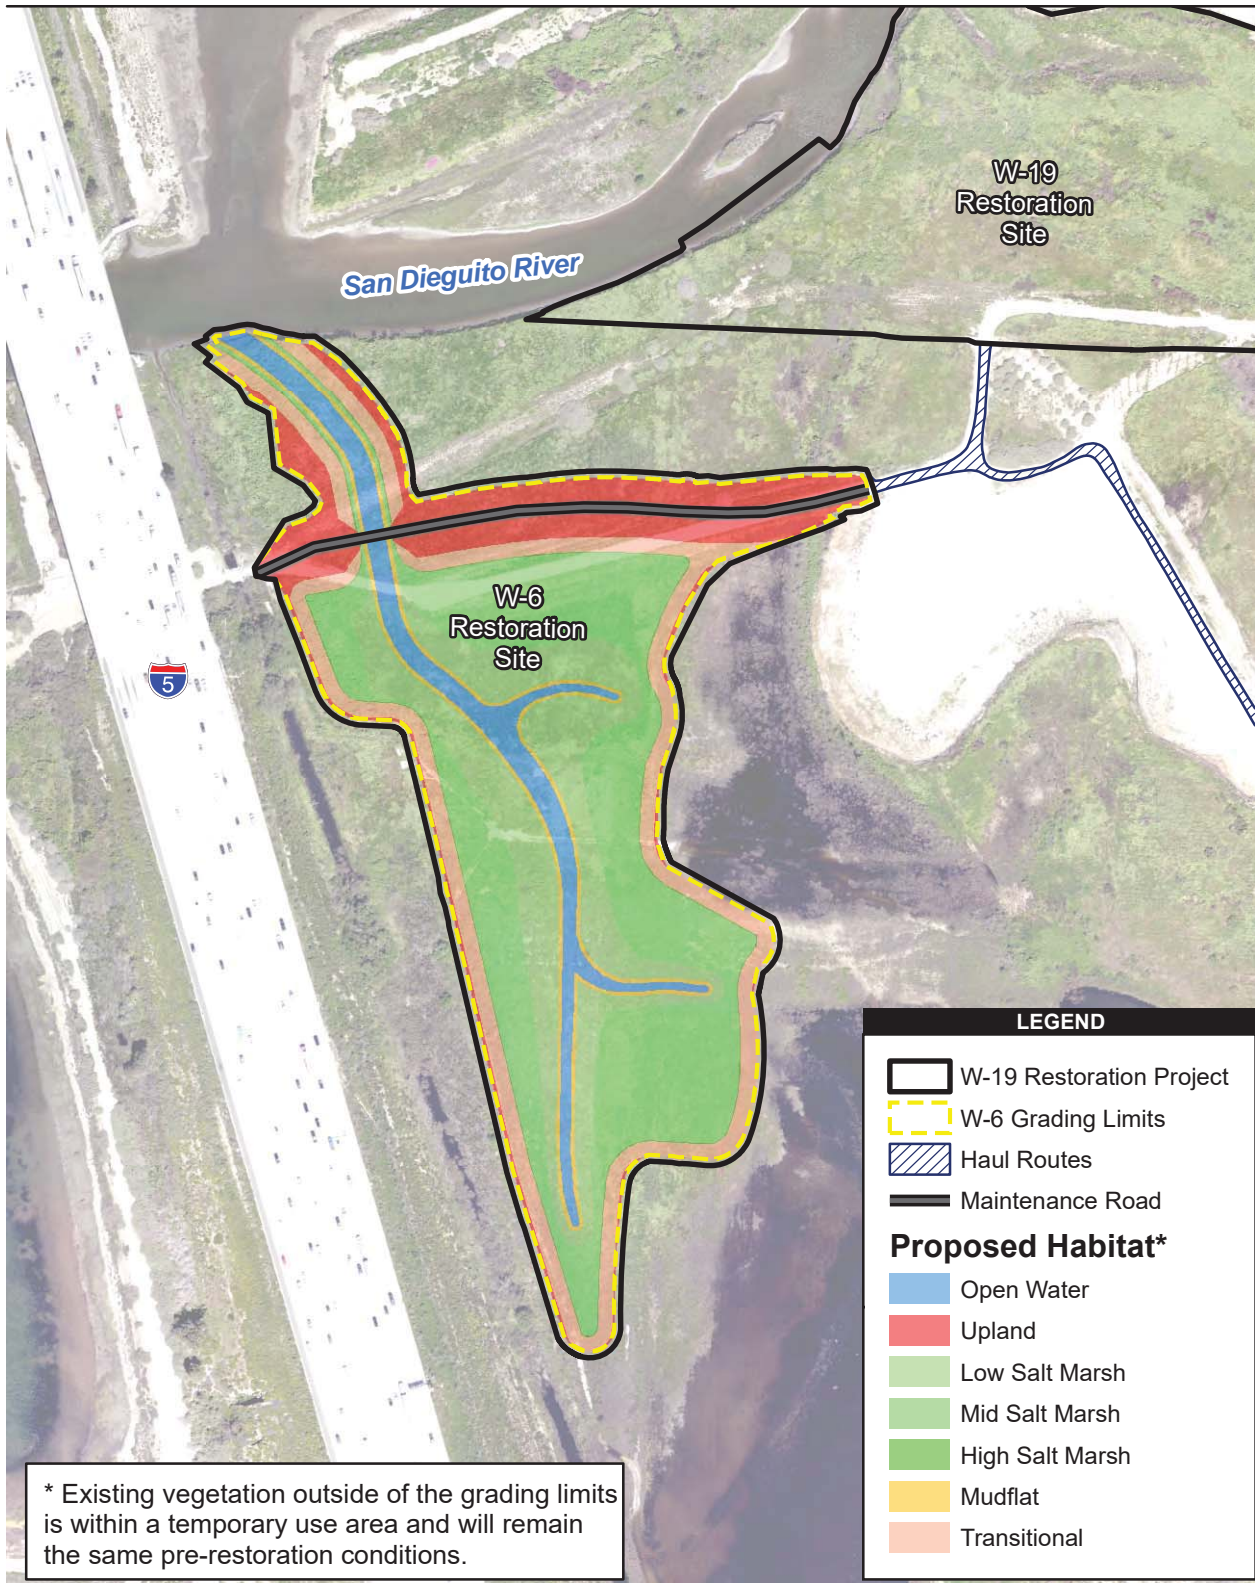 W-19
Restoration
Site
San Dieguito River
W-6
Restoration
Site
5
LEGEND
W-19 Restoration Project
W-6 Grading Limits
Haul Routes
Maintenance Road
Proposed Habitat*
Open Water
Upland
Low Salt Marsh
Mid Salt Marsh
High Salt Marsh
Mudflat
Transitional
* Existing vegetation outside of the grading limits
is within a temporary use area and will remain
the same pre-restoration conditions.